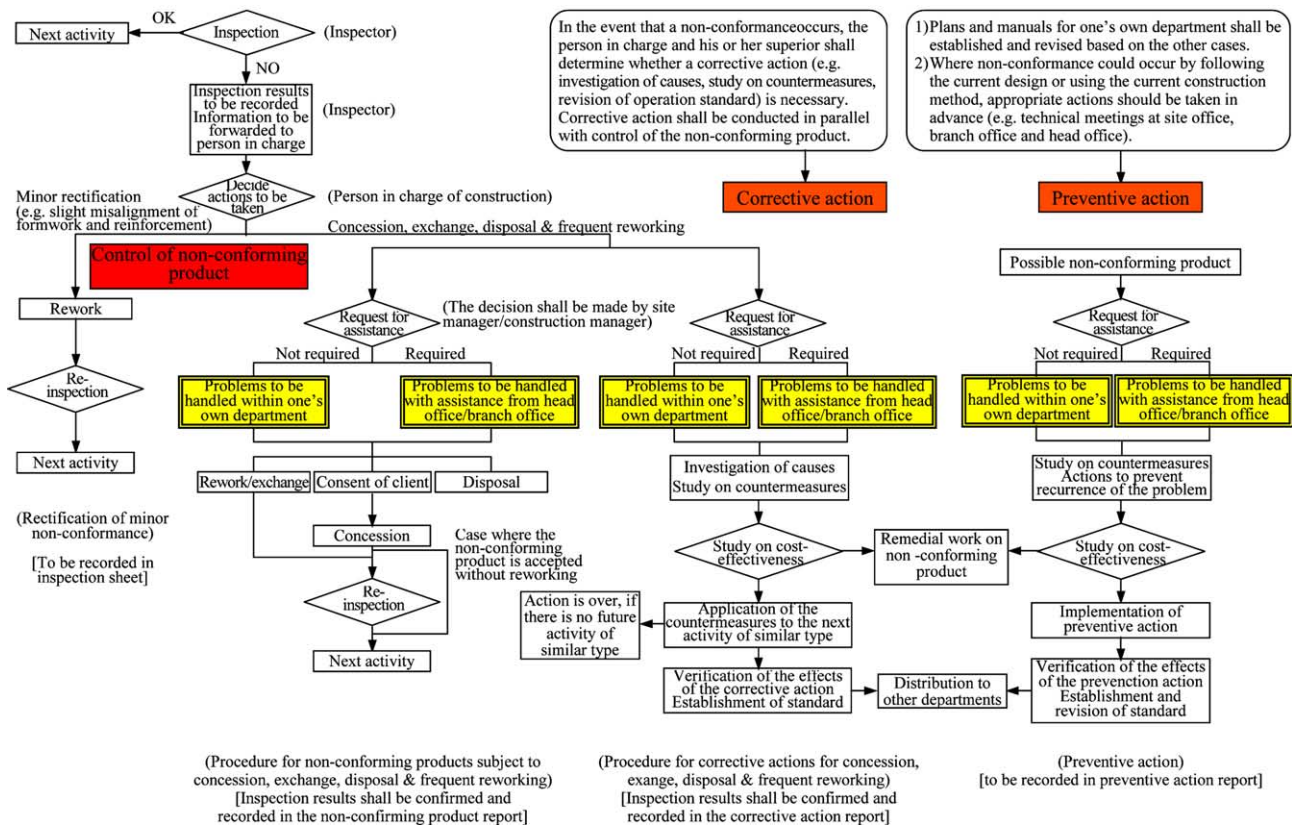 OK
Next activity
Inspection
(Inspector)
NO
Inspection results
to be recorded
Information to be
forwarded to
person in charge
(Inspector)
Decide
actions to be
taken
(Person in charge of construction)
Minor rectification
(e.g. slight misalignment of
formwork and reinforcement)
Concession, exchange, disposal & frequent reworking
Control of non-conforming
product
Rework
Re-
inspection
Next activity
(Rectification of minor
non-conformance)
[To be recorded in
inspection sheet]
Request for
assistance
(The decision shall be made by site
manager/construction manager)
Not required
Required
Problems to be
handled within one's
own department
Problems to be handled
with assistance from head
office/branch office
Rework/exchange
Consent of client
Disposal
Concession
Case where the
non-conforming
product is accepted
without reworking
Re-
inspection
Next activity
(Procedure for non-conforming products subject to
concession, exchange, disposal & frequent reworking)
[Inspection results shall be confirmed and
recorded in the non-confirming product report]
In the event that a non-conformanceoccurs, the
person in charge and his or her superior shall
determine whether a corrective action (e.g.
investigation of causes, study on countermeasures,
revision of operation standard) is necessary.
Corrective action shall be conducted in parallel
with control of the non-conforming product.
Corrective action
Request for
assistance
Not required
Required
Problems to be
handled within one's
own department
Problems to be handled
with assistance from head
office/branch office
Investigation of causes
Study on countermeasures
Study on cost-
effectiveness
Remedial work on
non -conforming
product
Action is over, if
there is no future
activity of
similar type
Application of the
countermeasures to the next
activity of similar type
Verification of the effects
of the corrective action
Establishment of standard
Distribution to
other departments
(Procedure for corrective actions for concession,
exange, disposal & frequent reworking)
[Inspection results shall be confirmed and
recorded in the corrective action report]
1)Plans and manuals for one's own department shall be
established and revised based on the other cases.
2)Where non-conformance could occur by following
the current design or using the current construction
method, appropriate actions should be taken in
advance (e.g. technical meetings at site office,
branch office and head office).
Preventive action
Possible non-conforming product
Request for
assistance
Not required
Required
Problems to be
handled within one's
own department
Problems to be handled
with assistance from head
office/branch office
Study on countermeasures
Actions to prevent
recurrence of the problem
Study on cost-
effectiveness
Implementation of
preventive action
Verification of the effects
of the prevenction action
Establishment and
revision of standard
(Preventive action)
[to be recorded in preventive action report]